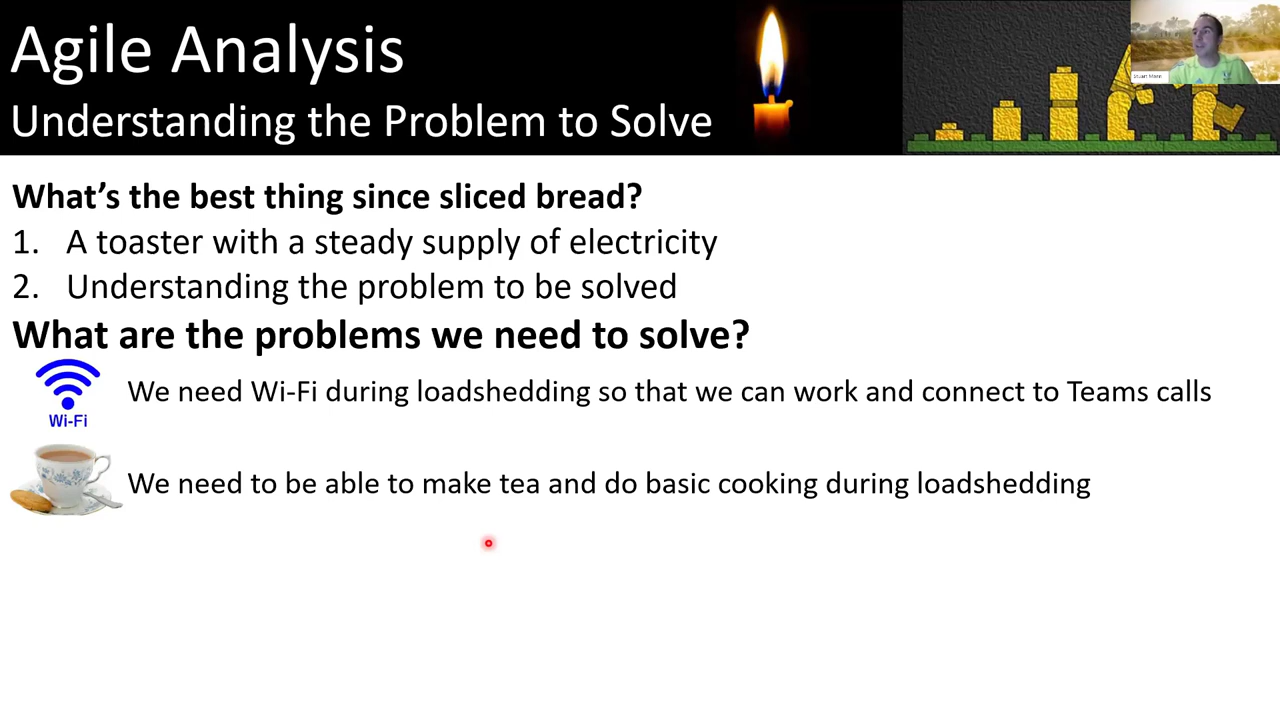 Agile Analysis
Understanding the Problem to Solve
Stuart Mann
What's the best thing since sliced bread?
1. A toaster with a steady supply of electricity
2. Understanding the problem to be solved
What are the problems we need to solve?
Wi-Fi
We need Wi-Fi during loadshedding so that we can work and connect to Teams calls
We need to be able to make tea and do basic cooking during loadshedding